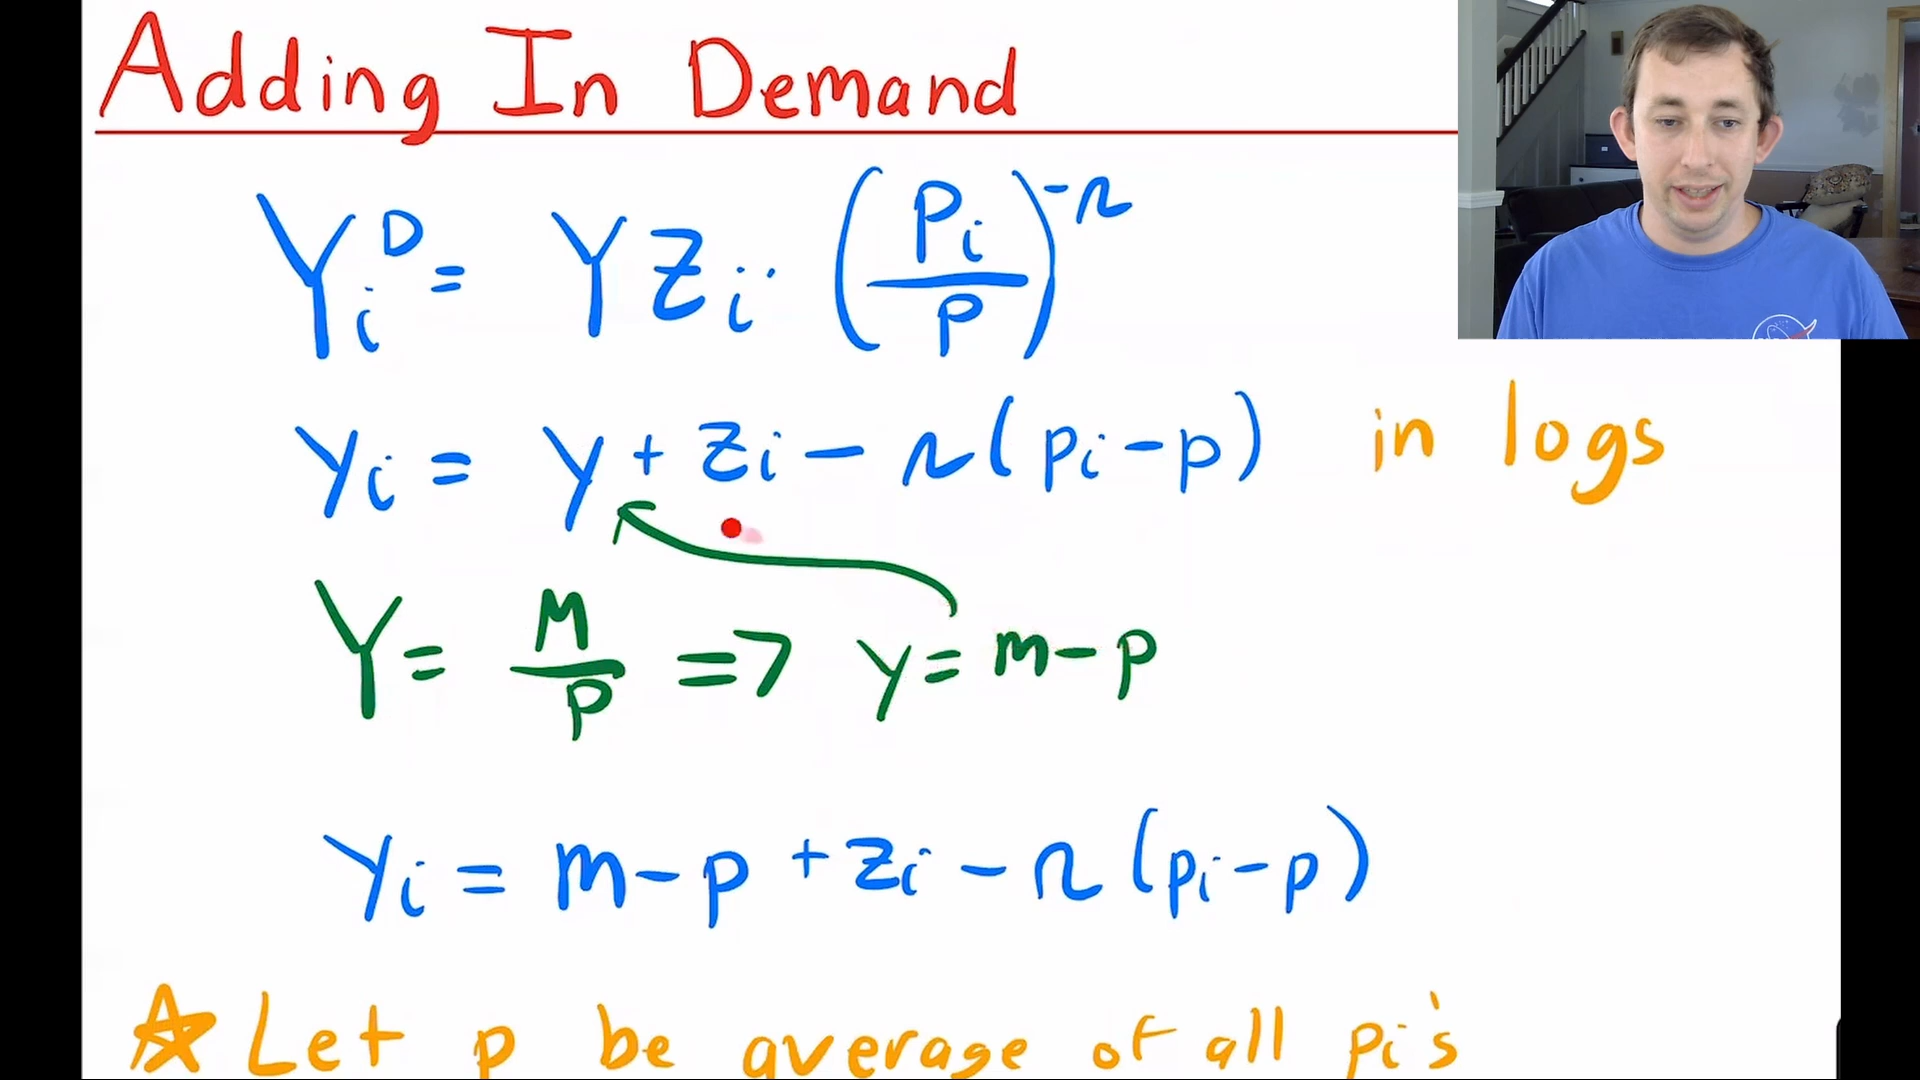 Adding In Demand
Y_i^D = Y Z_i (P_i / P)^-η
y_i = y + z_i - η(p_i - p) in logs
Y = M / P => y = m - p
y_i = m - p + z_i - η(p_i - p)
☆ Let p be average of all pi's